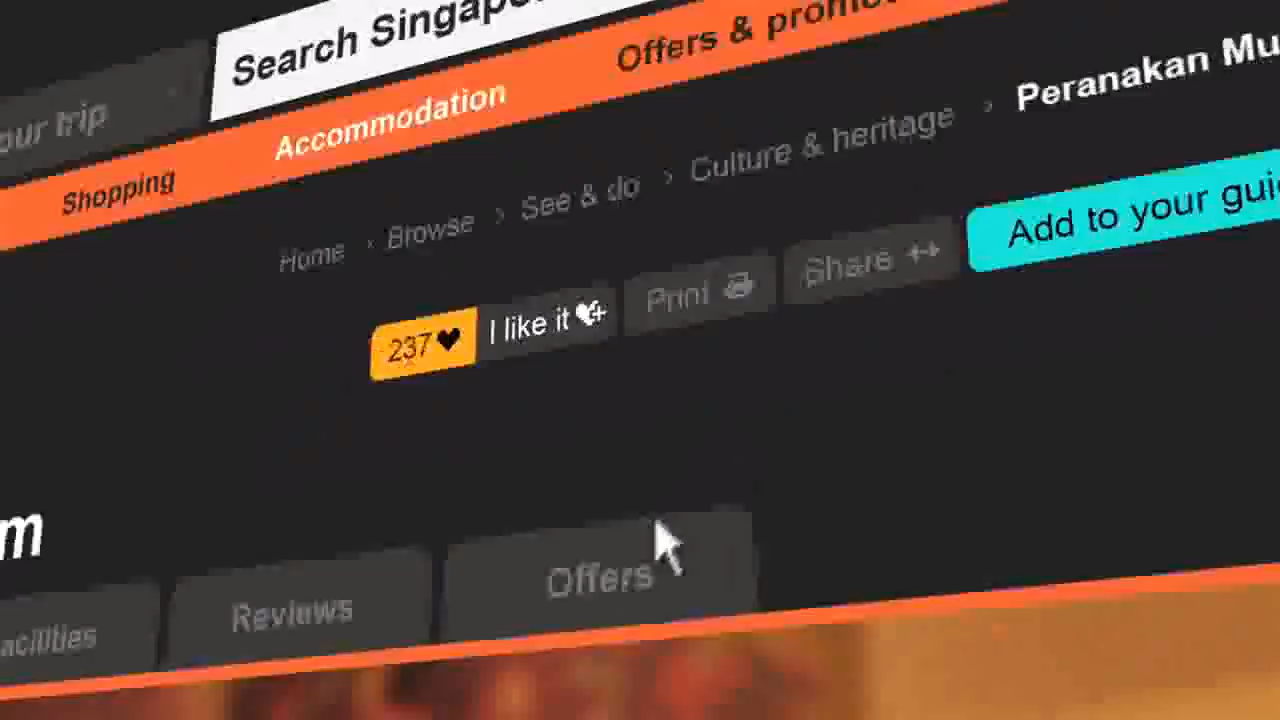 Search Singapo
our trip
Shopping Accommodation Offers & promo
Home › Browse › See & do › Culture & heritage › Peranakan Mu
237 I like it Print Share Add to your gui
m
acilities Reviews Offers